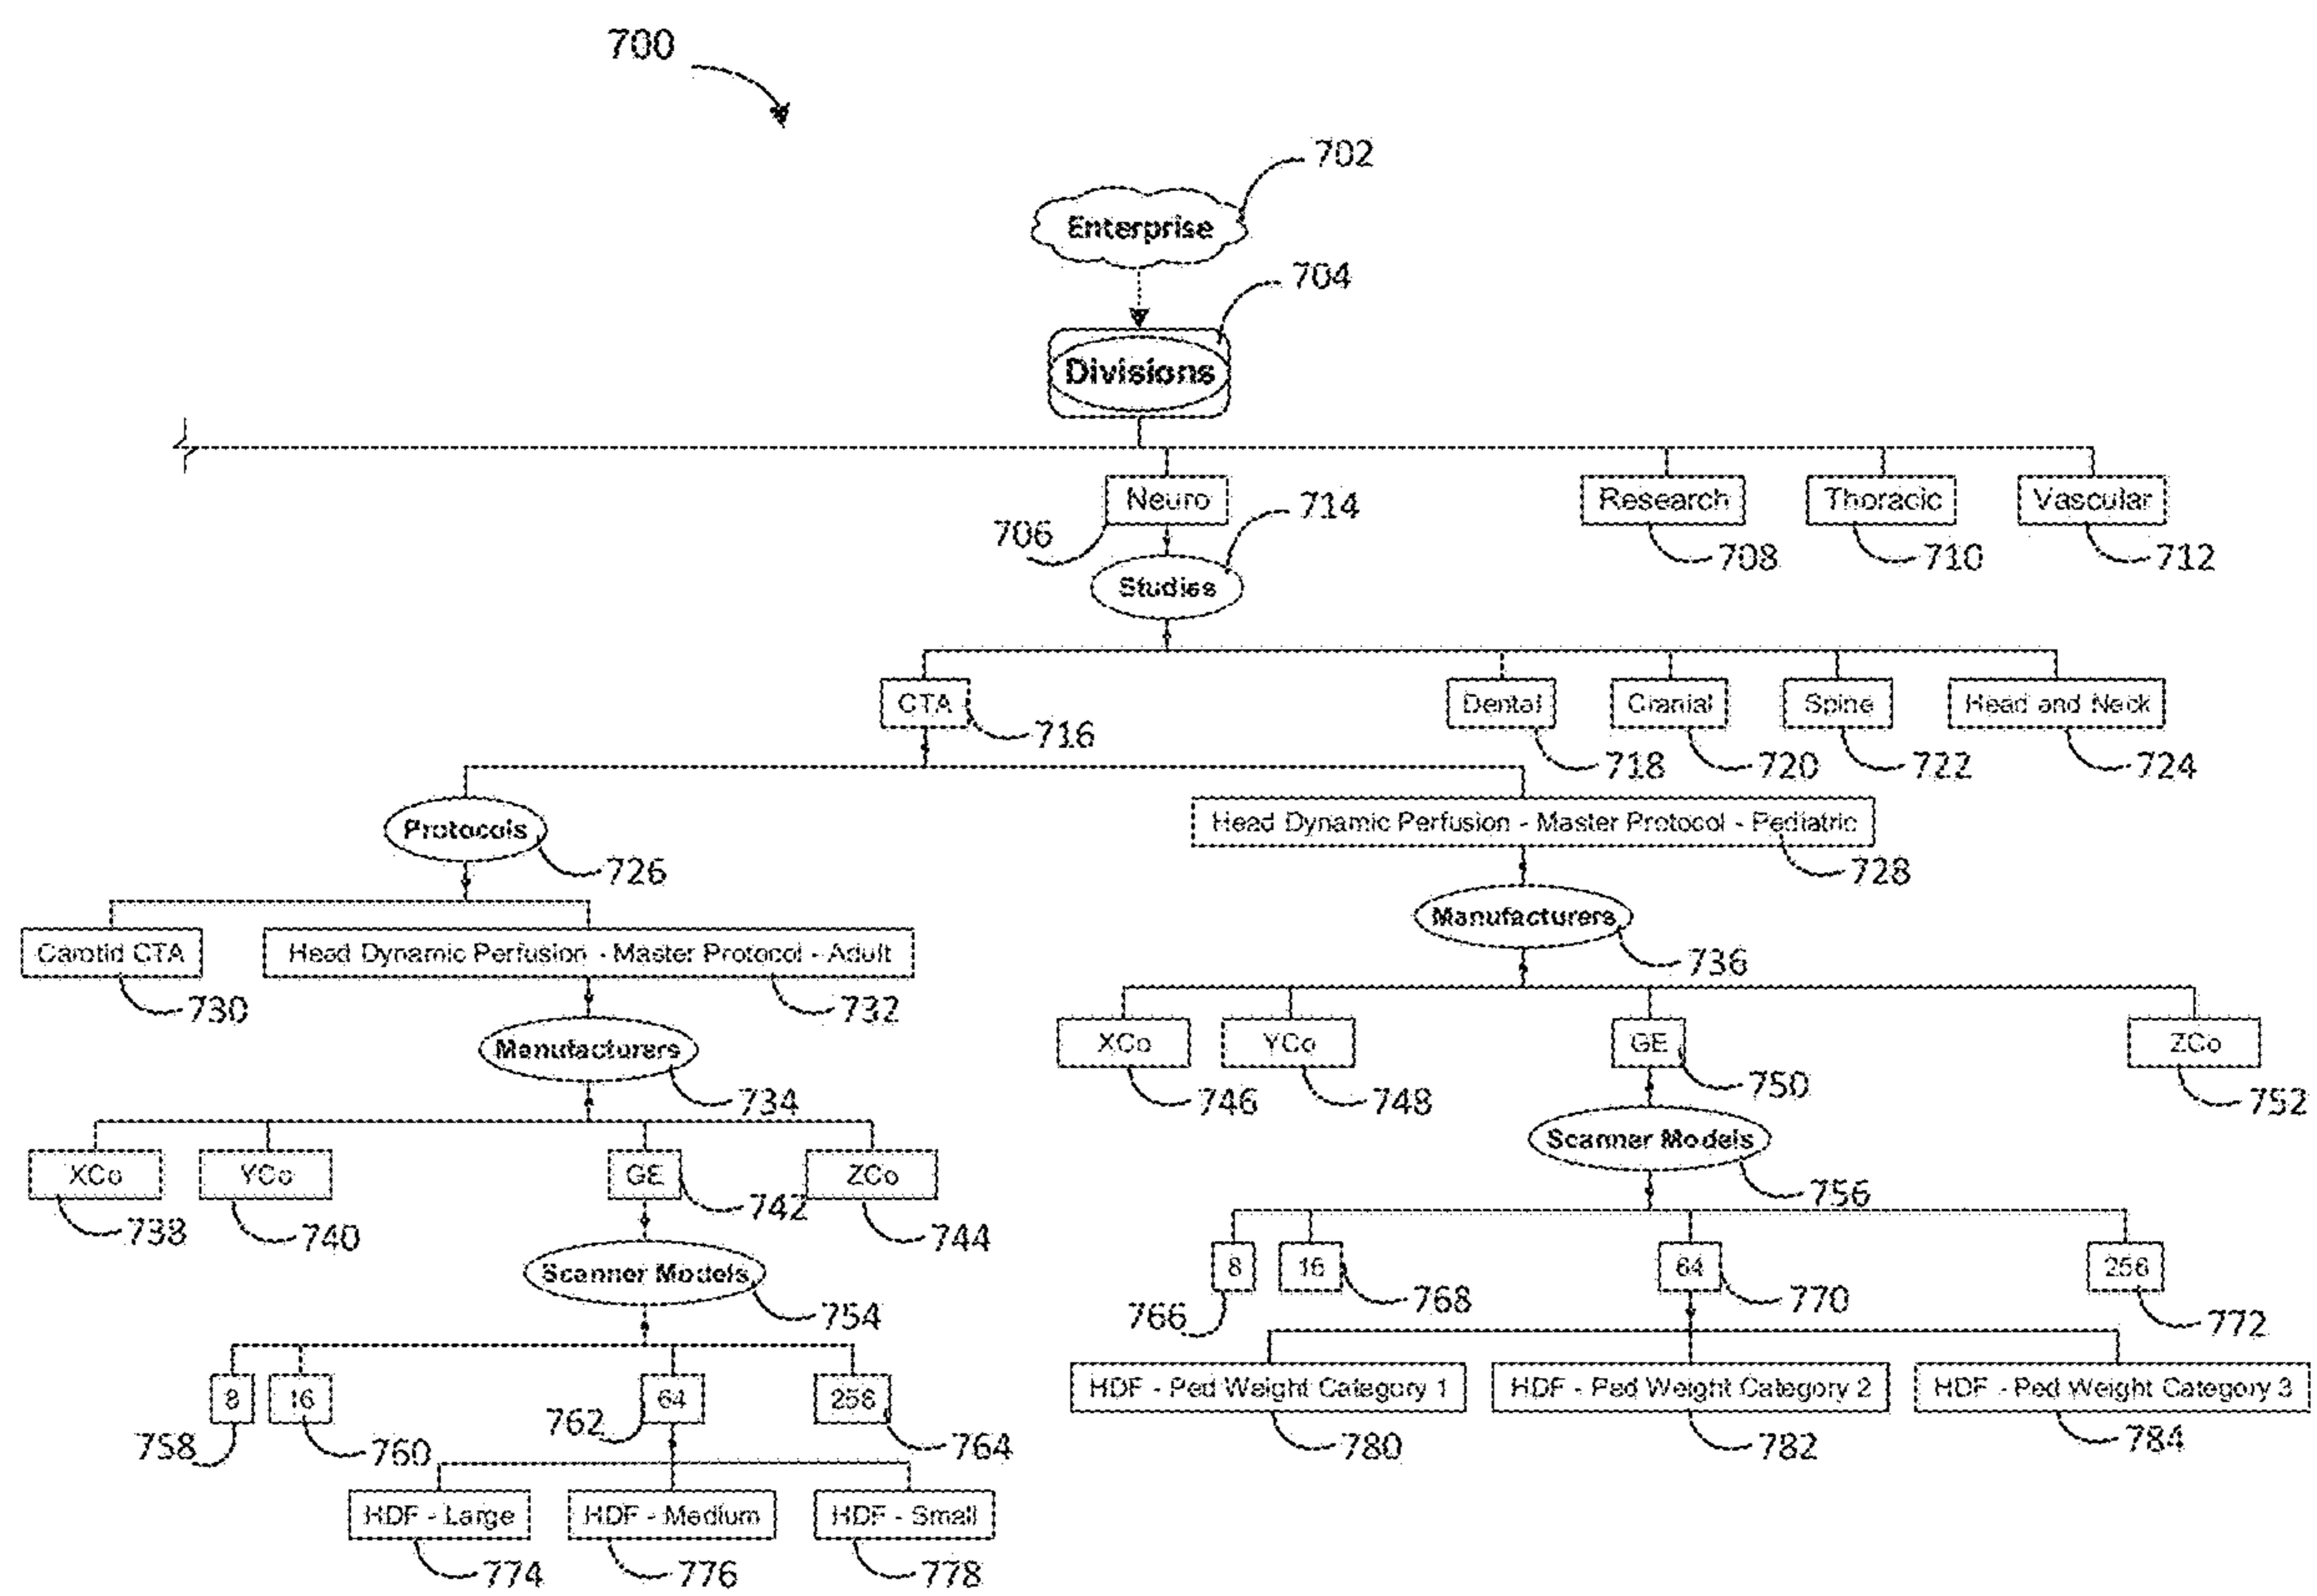 700
702
Enterprise
704
Divisions
Neuro
Research
Thoracic
Vascular
706
714
708
710
712
Studies
CTA
Dental
Cranial
Spine
Head and Neck
716
718
720
722
724
Protocols
Head Dynamic Perfusion - Master Protocol - Pediatric
726
728
Manufacturers
736
Carotid CTA
Head Dynamic Perfusion - Master Protocol - Adult
730
732
XCo
YCo
GE
ZCo
746
748
750
752
Manufacturers
734
Scanner Models
756
XCo
YCo
GE
ZCo
738
740
742
744
8
16
64
256
766
768
770
772
Scanner Models
754
HDF - Ped Weight Category 1
HDF - Ped Weight Category 2
HDF - Ped Weight Category 3
780
782
784
8
16
64
256
758
760
762
764
HDF - Large
HDF - Medium
HDF - Small
774
776
778